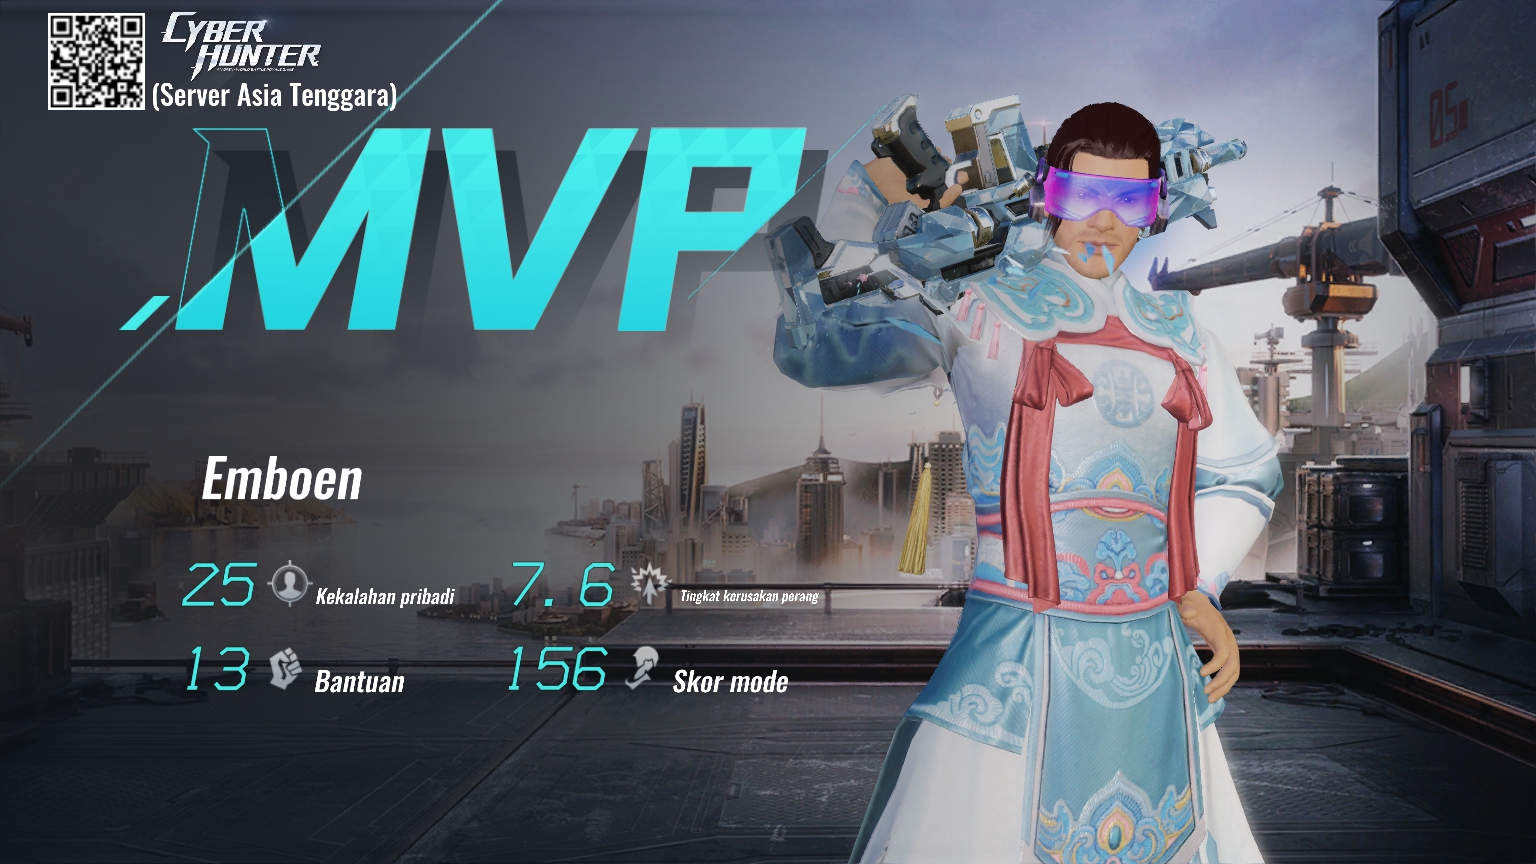 CYBER
HUNTER
(Server Asia Tenggara)
MVP
Emboen
25 Kekalahan pribadi
7.6 Tingkat kerusakan perang
13 Bantuan
156 Skor mode
05